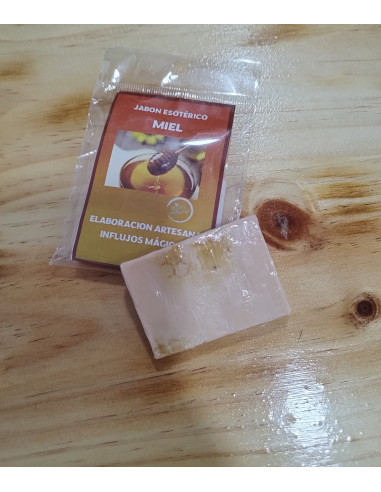 JABON ESOTÉRICO
MIEL
ELABORACION ARTESAN
INFLUJOS MÁGIC